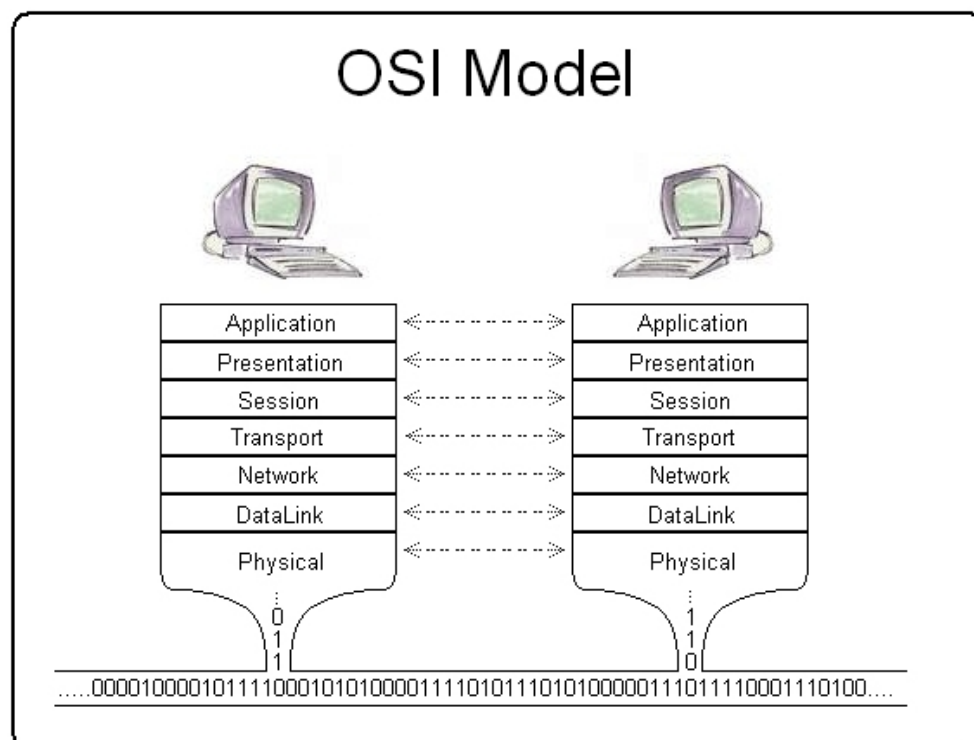 OSI Model
Application Application
Presentation Presentation
Session Session
Transport Transport
Network Network
DataLink DataLink
Physical Physical
: :
0 1
1 1
1 0
.....0000100001011110001010100001111010111010100000111011110001110100....